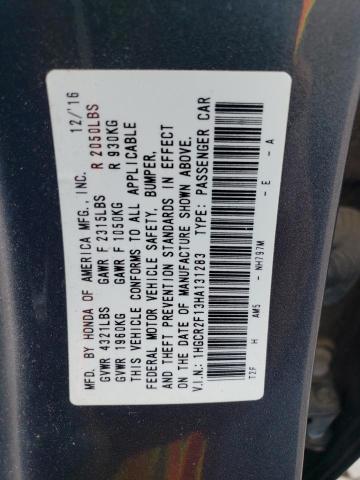 MFD. BY HONDA OF AMERICA MFG., INC. 12/'16
GVWR 4321LBS GAWR F 2315LBS R 2050LBS
GVWR 1960KG GAWR F 1050KG R 930KG
THIS VEHICLE CONFORMS TO ALL APPLICABLE
FEDERAL MOTOR VEHICLE SAFETY, BUMPER,
AND THEFT PREVENTION STANDARDS IN EFFECT
ON THE DATE OF MANUFACTURE SHOWN ABOVE.
V.I.N.: 1HGCR2F13HA131283 TYPE: PASSENGER CAR
T2F H AM5 - NH797M - E - A